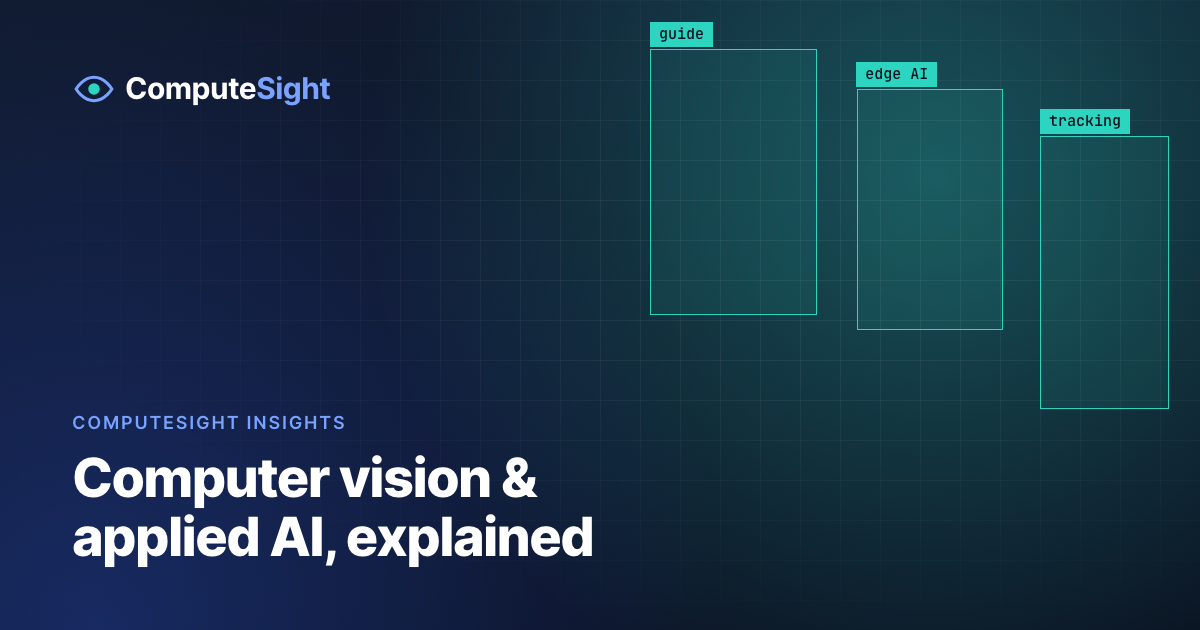 guide
edge AI
tracking
ComputeSight
COMPUTESIGHT INSIGHTS
Computer vision &
applied AI, explained